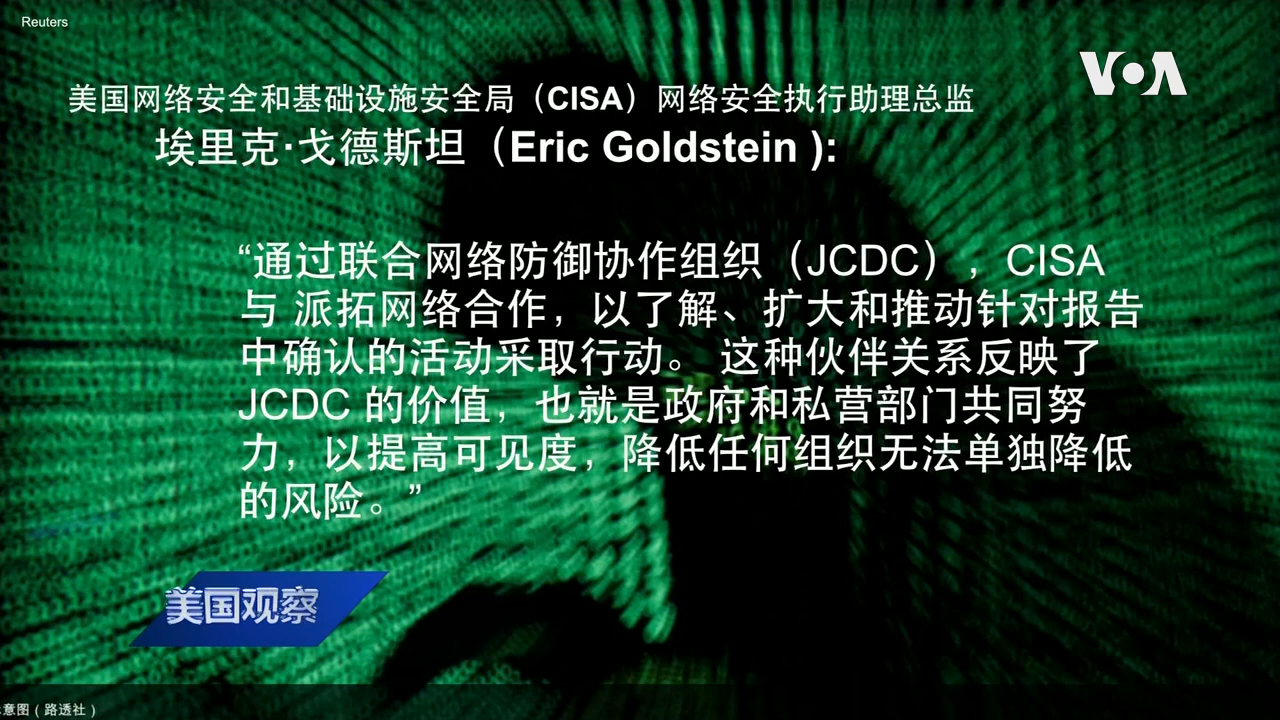 Reuters
VOA
美国网络安全和基础设施安全局（CISA）网络安全执行助理总监
埃里克·戈德斯坦（Eric Goldstein ):
“通过联合网络防御协作组织（JCDC），CISA
与 派拓网络合作，以了解、扩大和推动针对报告
中确认的活动采取行动。 这种伙伴关系反映了
JCDC 的价值，也就是政府和私营部门共同努
力，以提高可见度，降低任何组织无法单独降低
的风险。”
美国观察
意图（路透社）